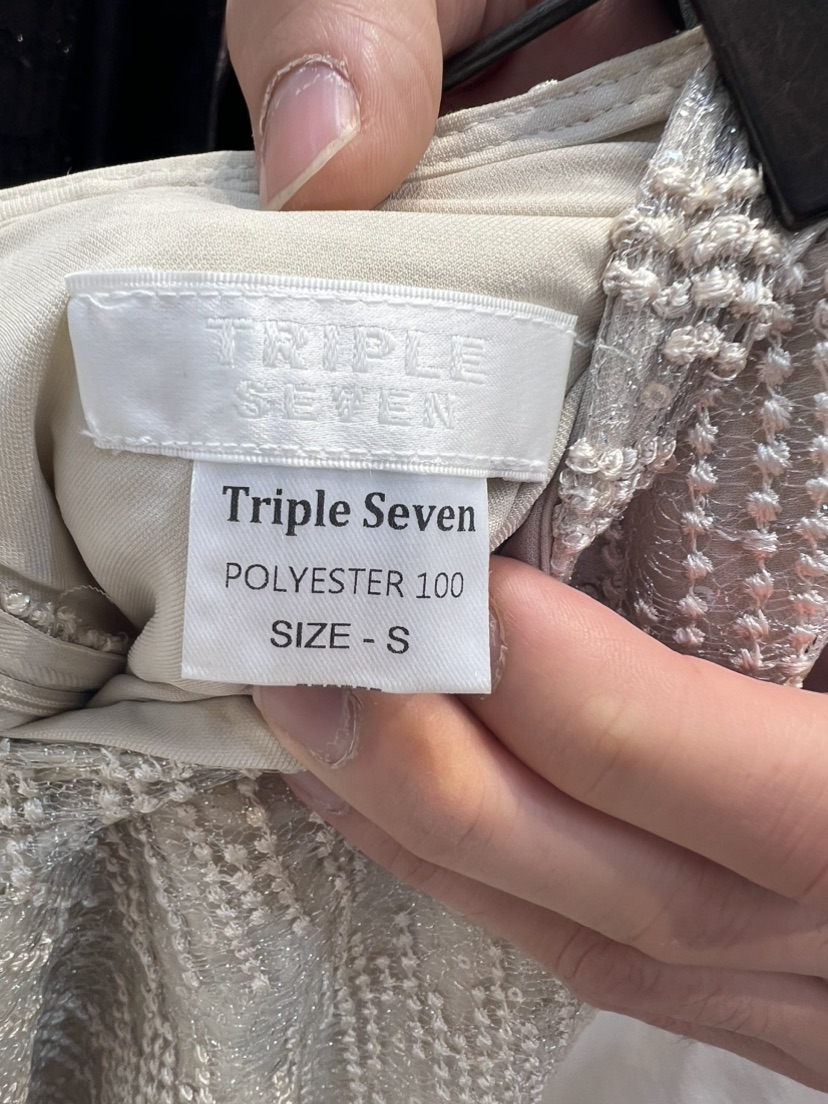 TRIPLE
SEVEN
Triple Seven
POLYESTER 100
SIZE - S